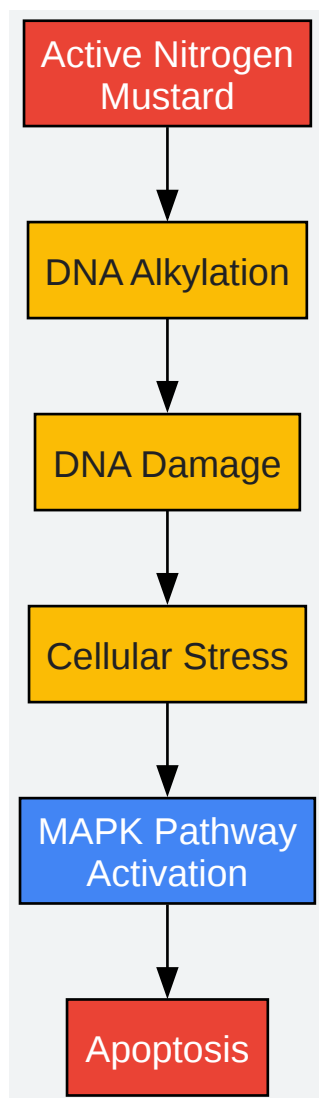 Active Nitrogen
Mustard
DNA Alkylation
DNA Damage
Cellular Stress
MAPK Pathway
Activation
Apoptosis